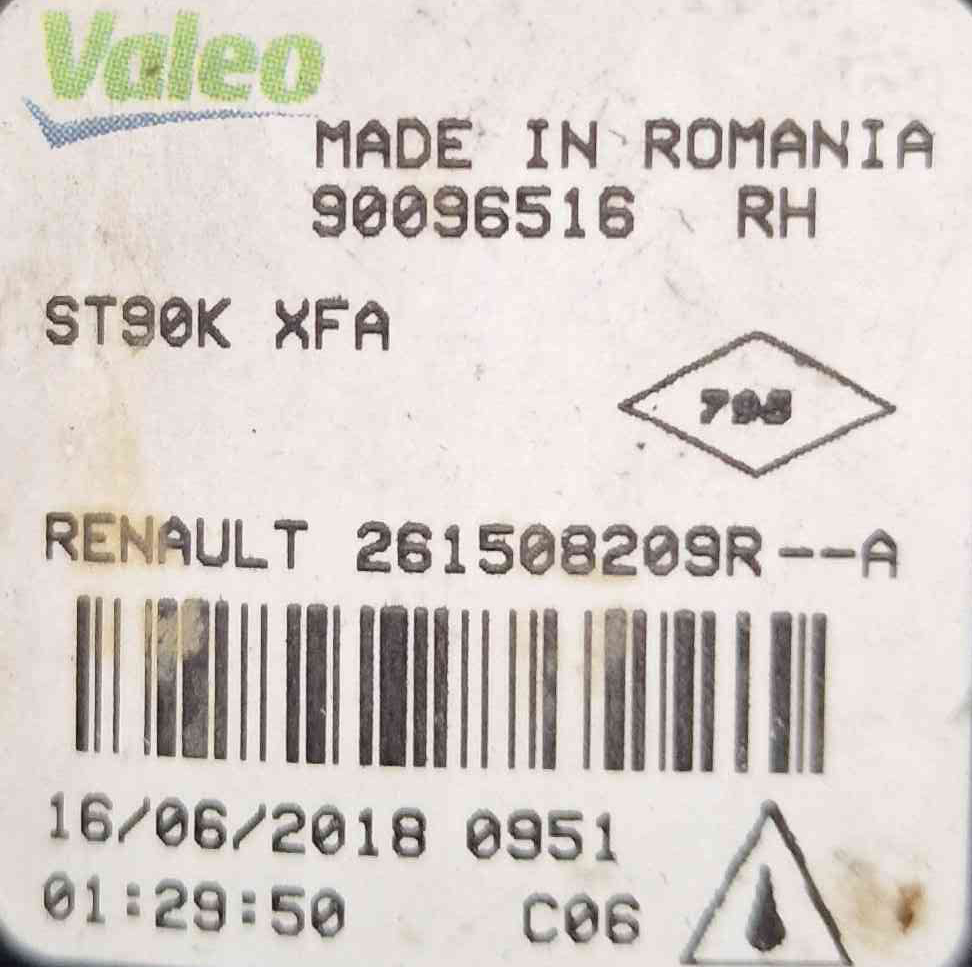 Valeo
MADE IN ROMANIA
90096516 RH
ST90K XFA
795
RENAULT 261508209R--A
16/06/2018 0951
01:29:50 C06